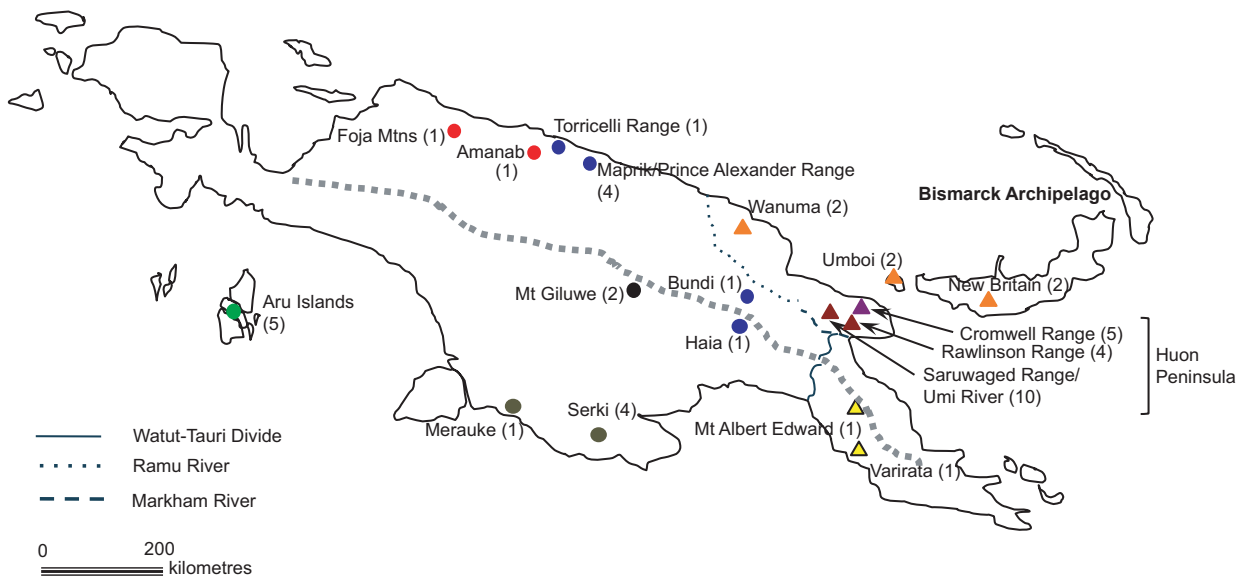 Foja Mtns (1)
Torricelli Range (1)
Amanab
(1)
Maprik/Prince Alexander Range
(4)
Wanuma (2)
Bismarck Archipelago
Umboi (2)
New Britain (2)
Aru Islands
(5)
Mt Giluwe (2)
Bundi (1)
Haia (1)
Cromwell Range (5)
Rawlinson Range (4)
Saruwaged Range/
Umi River (10)
Huon
Peninsula
Merauke (1)
Serki (4)
Mt Albert Edward (1)
Varirata (1)
Watut-Tauri Divide
Ramu River
Markham River
0 200
kilometres